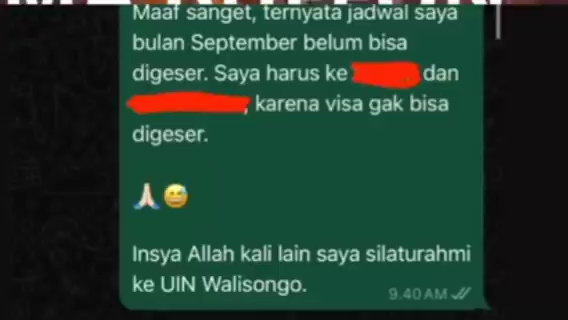 Maaf sanget, ternyata jadwal saya
bulan September belum bisa
digeser. Saya harus ke dan
, karena visa gak bisa
digeser.
Insya Allah kali lain saya silaturahmi
ke UIN Walisongo.
9.40 AM